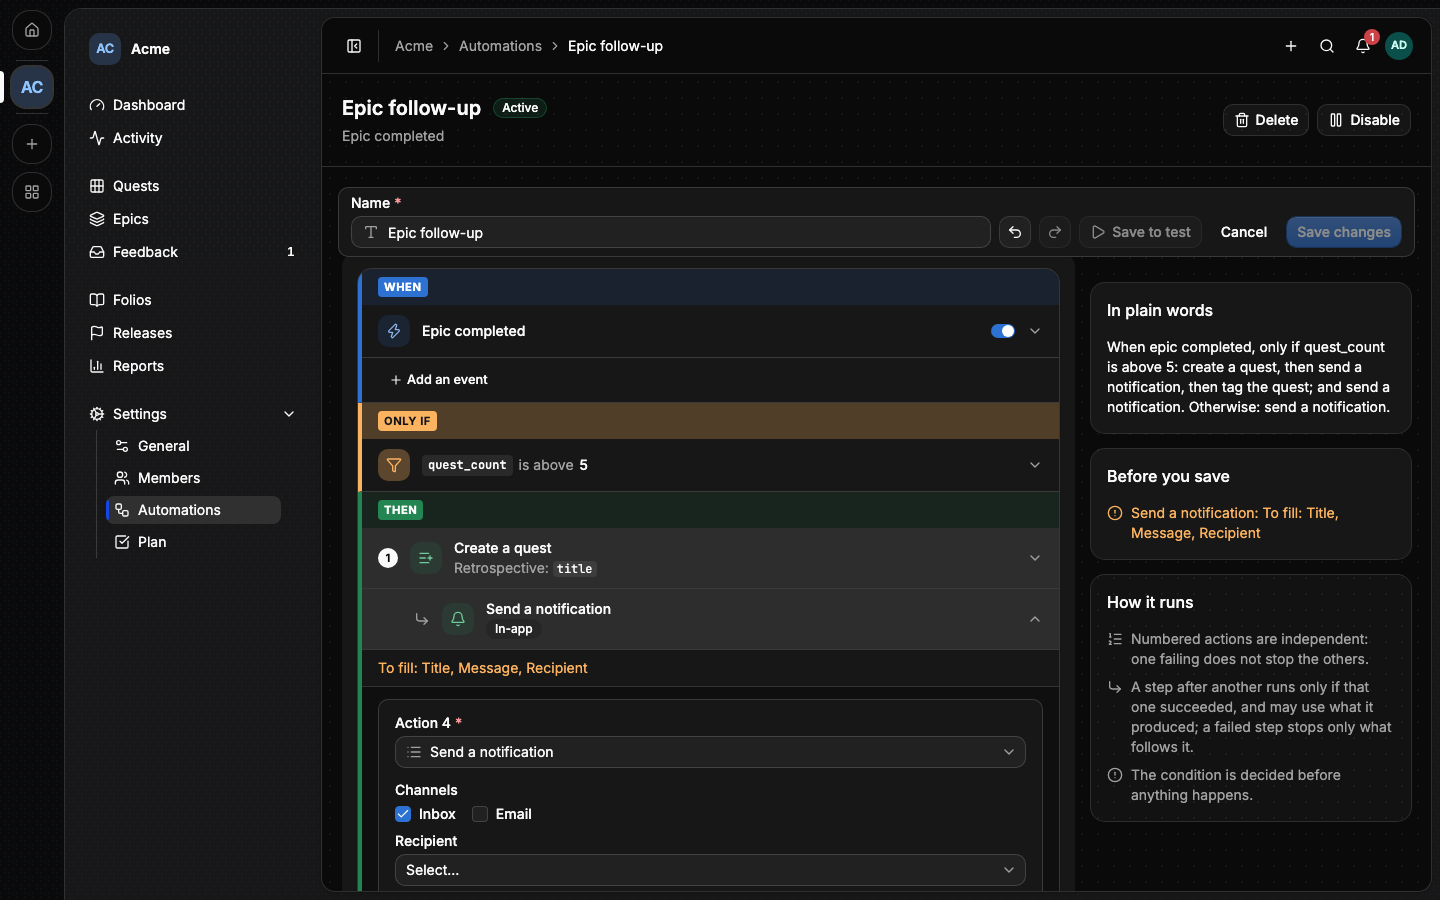 AC
Acme
Dashboard
Activity
Quests
Epics
Feedback 1
Folios
Releases
Reports
Settings
General
Members
Automations
Plan
AC
Acme > Automations > Epic follow-up
1
AD
Epic follow-up Active
Epic completed
Delete
Disable
Name *
Epic follow-up
Save to test
Cancel
Save changes
WHEN
Epic completed
+ Add an event
ONLY IF
quest_count is above 5
THEN
1
Create a quest
Retrospective: title
Send a notification
In-app
To fill: Title, Message, Recipient
Action 4 *
Send a notification
Channels
Inbox Email
Recipient
Select...
In plain words
When epic completed, only if quest_count
is above 5: create a quest, then send a
notification, then tag the quest; and send a
notification. Otherwise: send a notification.
Before you save
Send a notification: To fill: Title,
Message, Recipient
How it runs
Numbered actions are independent:
one failing does not stop the others.
A step after another runs only if that
one succeeded, and may use what it
produced; a failed step stops only what
follows it.
The condition is decided before
anything happens.